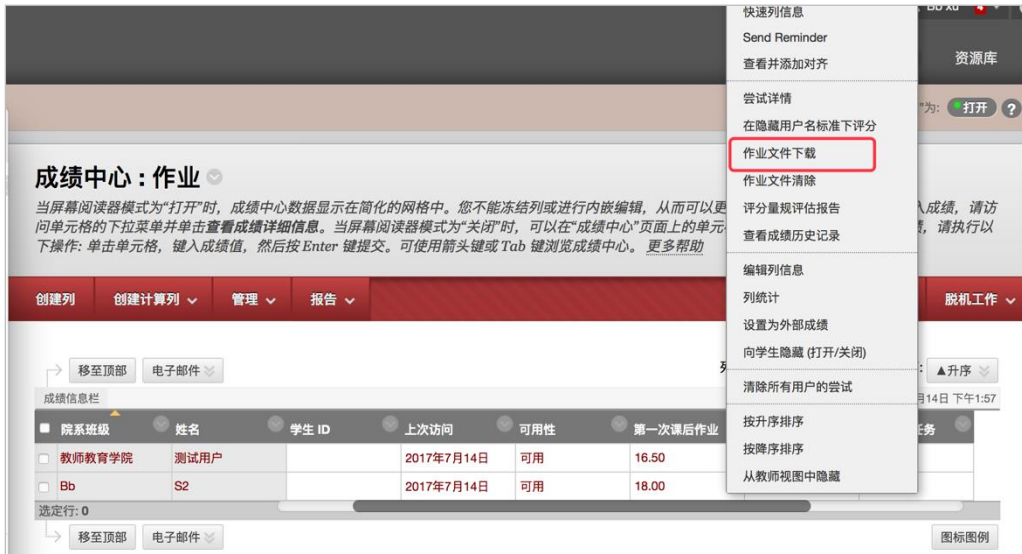 快速列信息
Bb Xu
4
Send Reminder
查看并添加对齐
资源库
尝试详情
在隐藏用户名标准下评分
”为:
打开
?
作业文件下载
作业文件清除
评分量规评估报告
查看成绩历史记录
编辑列信息
列统计
设置为外部成绩
向学生隐藏 (打开/关闭)
清除所有用户的尝试
按升序排序
按降序排序
从教师视图中隐藏
成绩中心 : 作业
当屏幕阅读器模式为“打开”时，成绩中心数据显示在简化的网格中。您不能冻结列或进行内嵌编辑，从而可以更
入成绩，请访
问单元格的下拉菜单并单击查看成绩详细信息。当屏幕阅读器模式为“关闭”时，可以在“成绩中心”页面上的单元
，请执行以
下操作: 单击单元格，键入成绩值，然后按 Enter 键提交。可使用箭头键或 Tab 键浏览成绩中心。 更多帮助
创建列 创建计算列 管理 报告 脱机工作
移至顶部 电子邮件
: ▲升序
成绩信息栏
月14日 下午1:57
院系班级 姓名 学生 ID 上次访问 可用性 第一次课后作业 任务
教师教育学院 测试用户 2017年7月14日 可用 16.50
Bb S2 2017年7月14日 可用 18.00
选定行: 0
移至顶部 电子邮件 图标图例